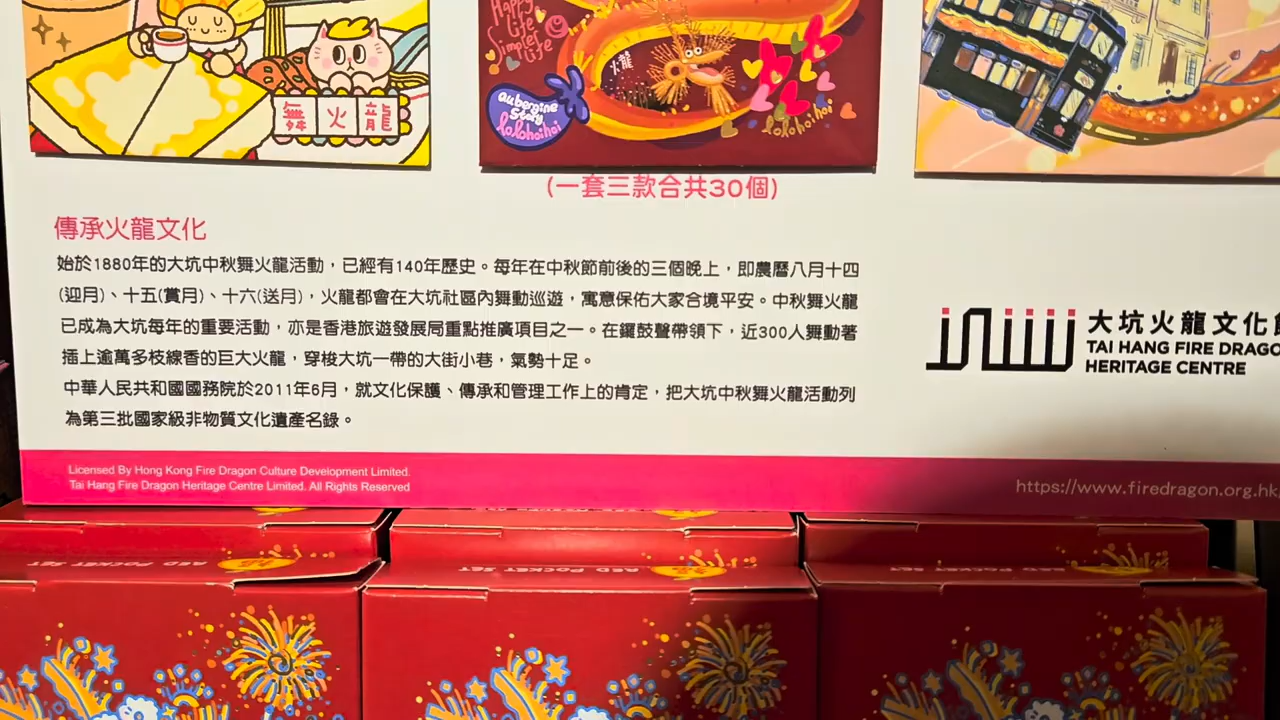 Happy
Life
Simple
Life
火龍
舞火龍
aubergine
Story
lolohoihoi
lolohoihoi
(一套三款合共30個)
傳承火龍文化
始於1880年的大坑中秋舞火龍活動，已經有140年歷史。每年在中秋節前後的三個晚上，即農曆八月十四
(迎月)、十五(賞月)、十六(送月)，火龍都會在大坑社區內舞動巡遊，寓意保佑大家合境平安。中秋舞火龍
已成為大坑每年的重要活動，亦是香港旅遊發展局重點推廣項目之一。在鑼鼓聲帶領下，近300人舞動著
插上逾萬多枝線香的巨大火龍，穿梭大坑一帶的大街小巷，氣勢十足。
中華人民共和國國務院於2011年6月，就文化保護、傳承和管理工作上的肯定，把大坑中秋舞火龍活動列
為第三批國家級非物質文化遺產名錄。
大坑火龍文化館
TAI HANG FIRE DRAGO
HERITAGE CENTRE
Licensed By Hong Kong Fire Dragon Culture Development Limited.
Tai Hang Fire Dragon Heritage Centre Limited. All Rights Reserved
https://www.firedragon.org.hk
RED POCKET SET
RED POCKET SET
RED POCKET SET